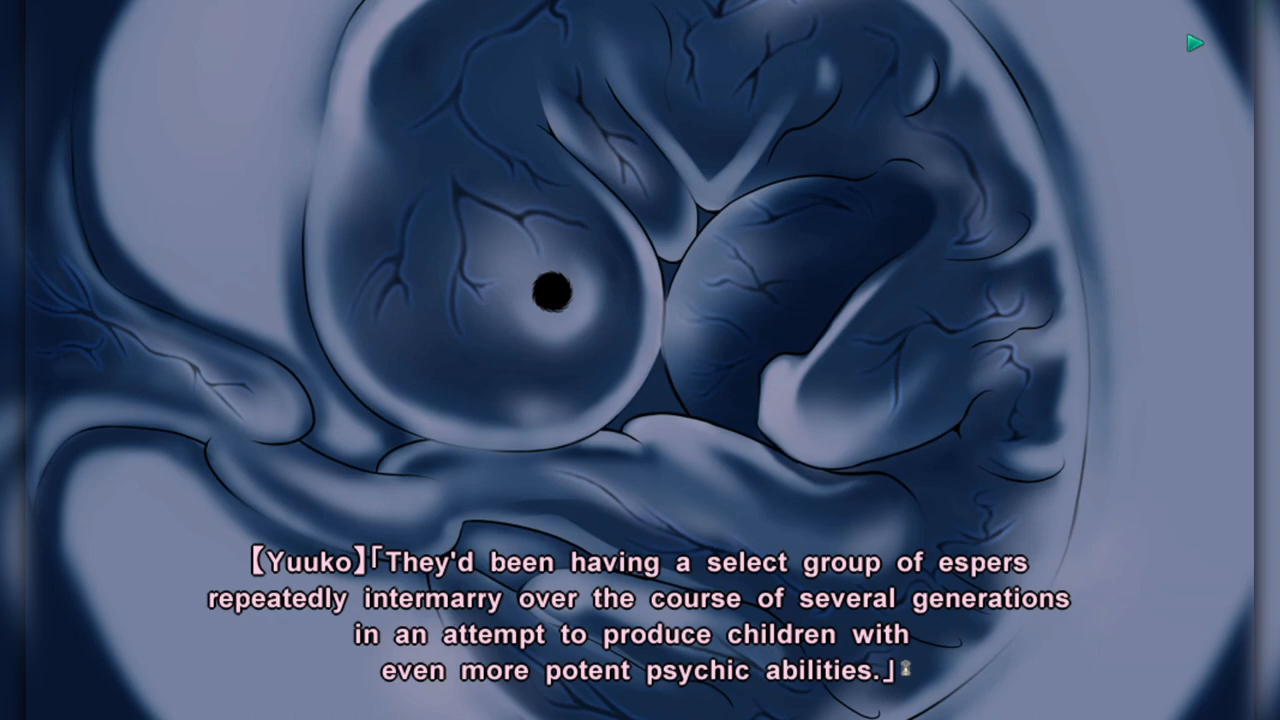 【Yuuko】「They'd been having a select group of espers
repeatedly intermarry over the course of several generations
in an attempt to produce children with
even more potent psychic abilities.」